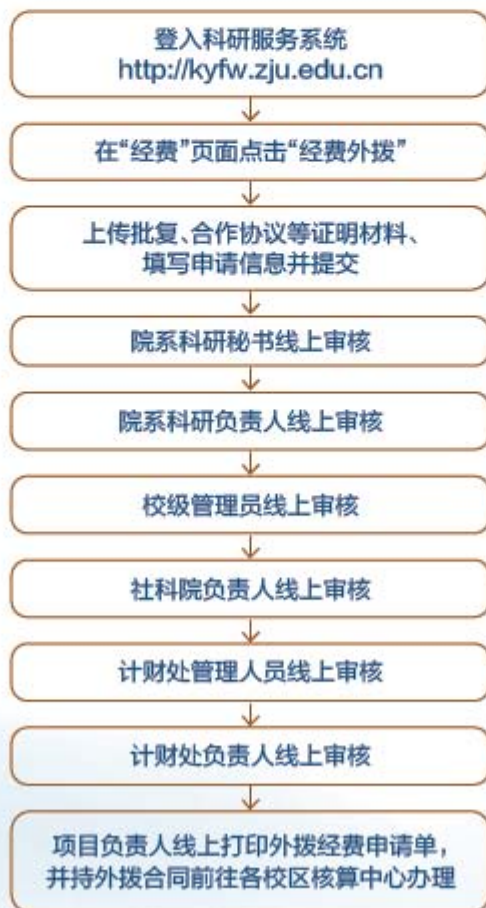 登入科研服务系统
http://kyfw.zju.edu.cn
在“经费”页面点击“经费外拨”
上传批复、合作协议等证明材料、
填写申请信息并提交
院系科研秘书线上审核
院系科研负责人线上审核
校级管理员线上审核
社科院负责人线上审核
计财处管理人员线上审核
计财处负责人线上审核
项目负责人线上打印外拨经费申请单，
并持外拨合同前往各校区核算中心办理